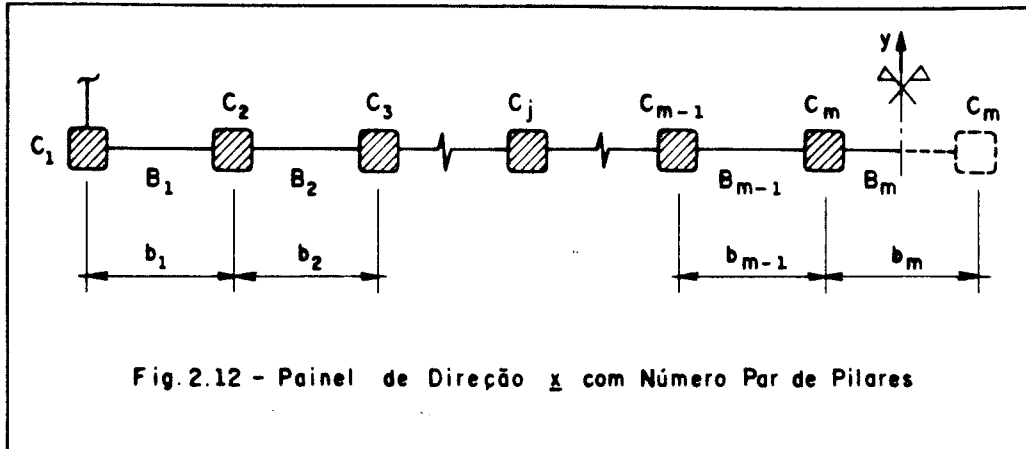 y
C₂ C₃ Cⱼ Cₘ₋₁ Cₘ Cₘ
C₁
B₁ B₂ Bₘ₋₁ Bₘ
b₁ b₂ bₘ₋₁ bₘ
Fig. 2.12 - Painel de Direção x com Número Par de Pilares